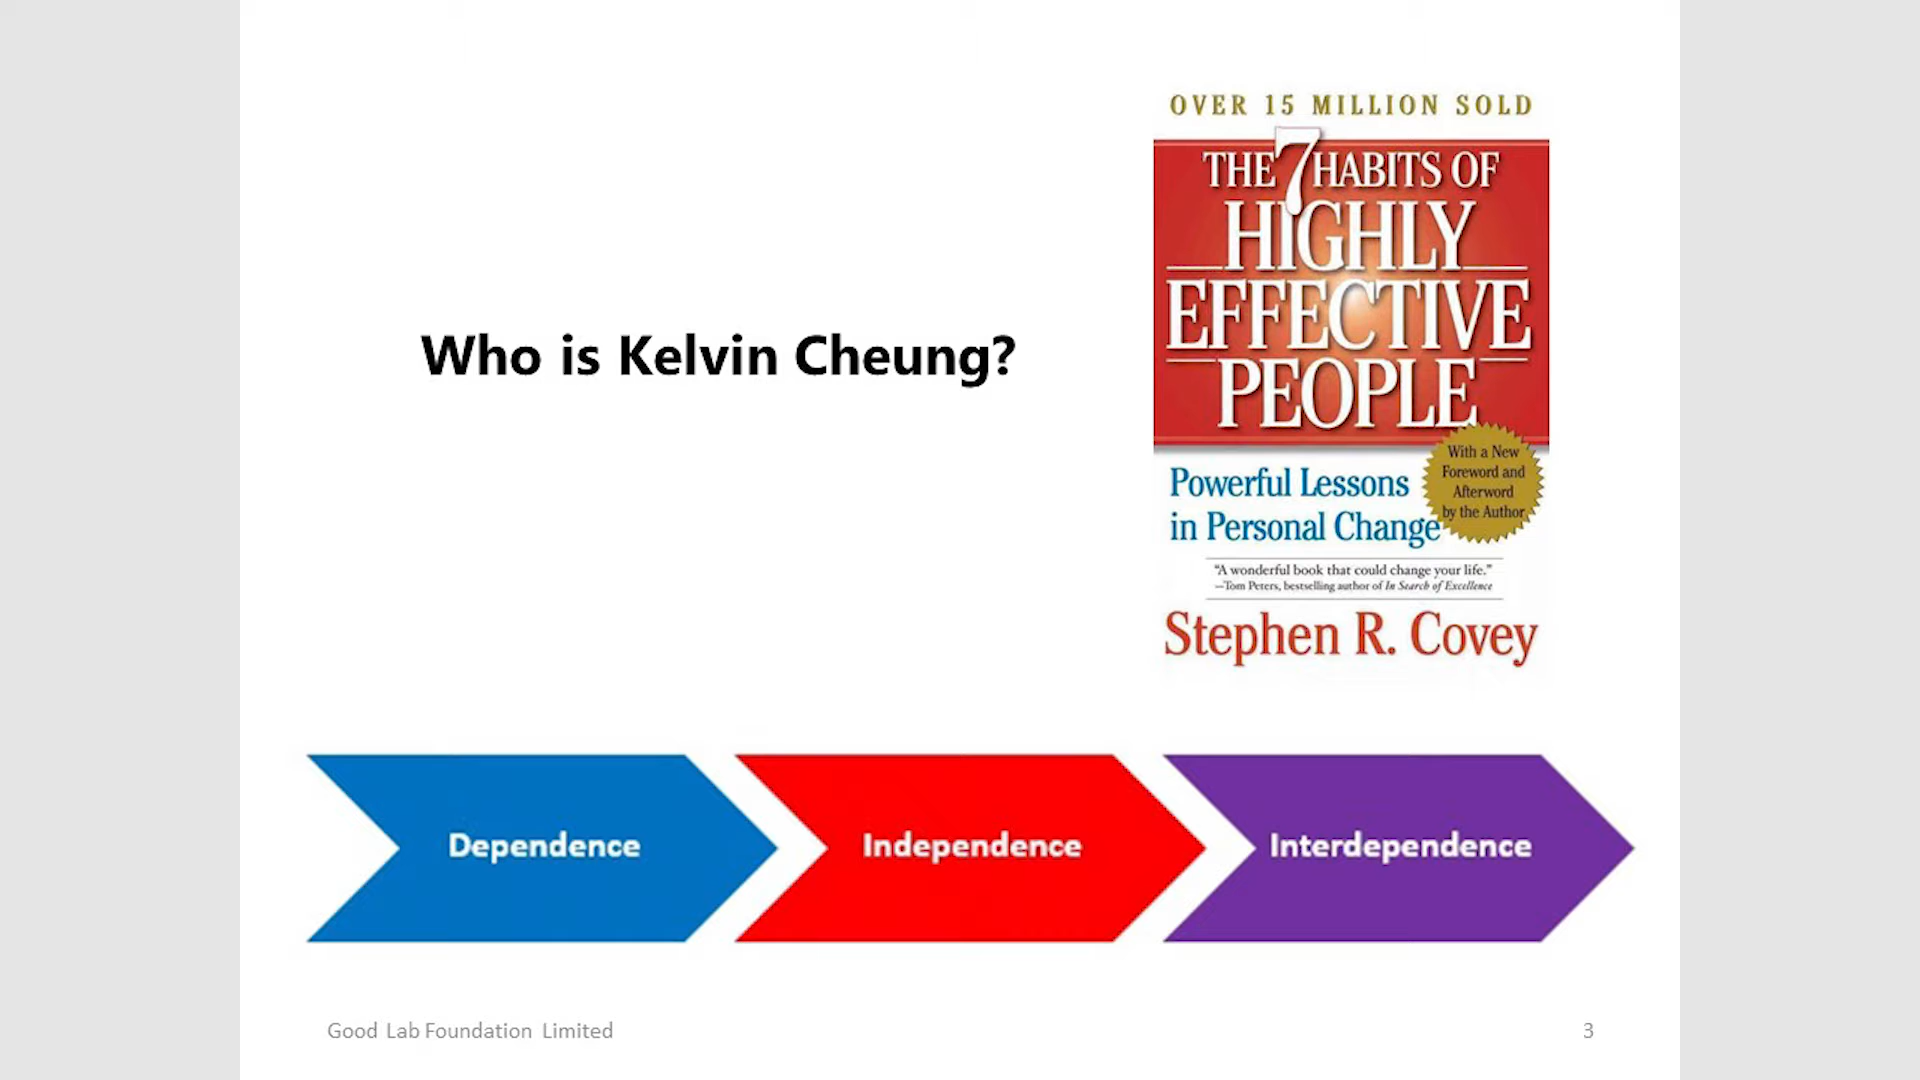 Who is Kelvin Cheung?
OVER 15 MILLION SOLD
THE 7 HABITS OF
HIGHLY
EFFECTIVE
PEOPLE
Powerful Lessons
in Personal Change
With a New
Foreword and
Afterword
by the Author
“A wonderful book that could change your life.”
—Tom Peters, bestselling author of In Search of Excellence
Stephen R. Covey
Dependence
Independence
Interdependence
Good Lab Foundation Limited
3